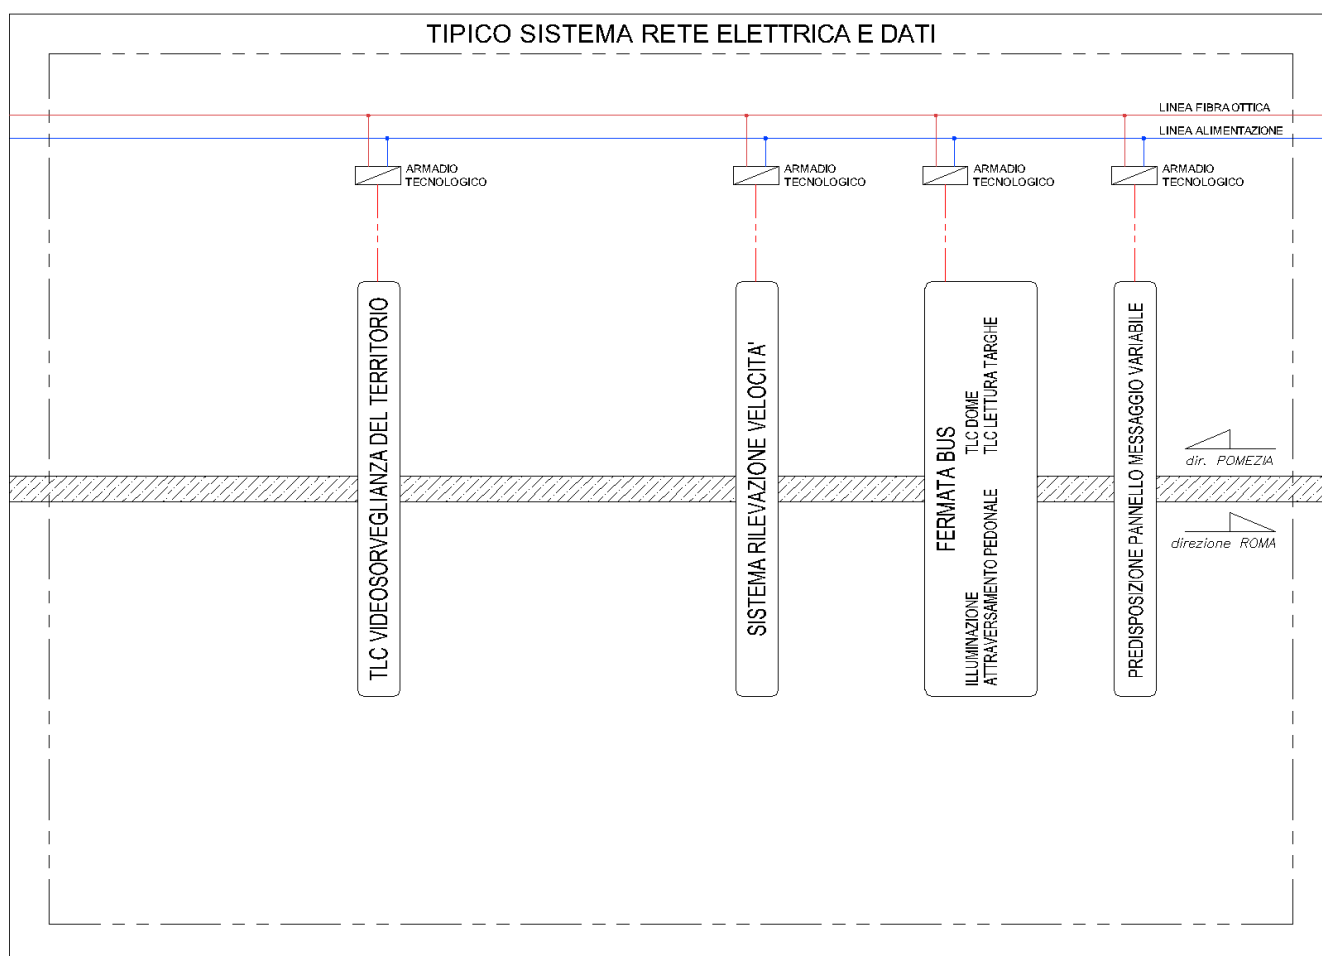 TIPICO SISTEMA RETE ELETTRICA E DATI
LINEA FIBRA OTTICA
LINEA ALIMENTAZIONE
ARMADIO
TECNOLOGICO
ARMADIO
TECNOLOGICO
ARMADIO
TECNOLOGICO
ARMADIO
TECNOLOGICO
TLC VIDEOSORVEGLIANZA DEL TERRITORIO
SISTEMA RILEVAZIONE VELOCITA'
FERMATA BUS
TLC DOME
TLC LETTURA TARGHE
ILLUMINAZIONE
ATTRAVERSAMENTO PEDONALE
PREDISPOSIZIONE PANNELLO MESSAGGIO VARIABILE
dir. POMEZIA
direzione ROMA